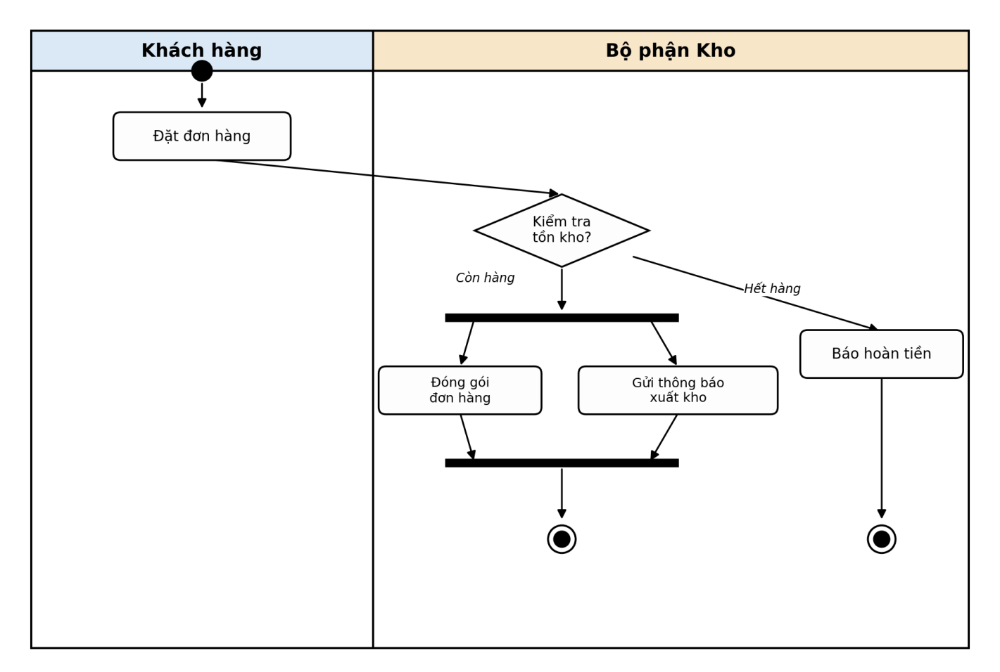 Khách hàng
Bộ phận Kho
Đặt đơn hàng
Kiểm tra
tồn kho?
Còn hàng
Hết hàng
Báo hoàn tiền
Đóng gói
đơn hàng
Gửi thông báo
xuất kho